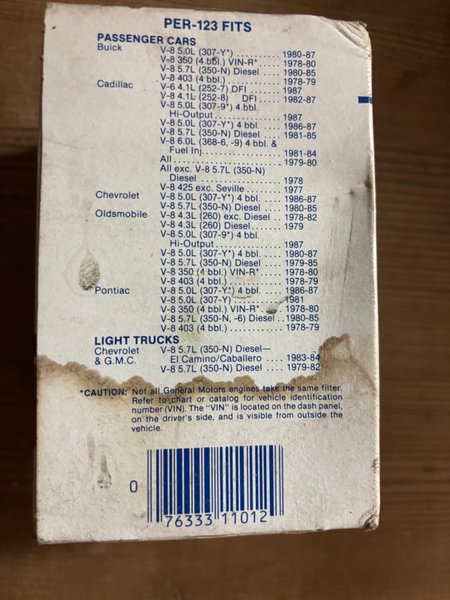 PER-123 FITS
PASSENGER CARS
Buick V-8 5.0L (307-Y*) ........... 1980-87
V-8 350 (4 bbl.) VIN-R* ...... 1978-80
V-8 5.7L (350-N) Diesel .... 1980-85
V-8 403 (4 bbl.) ............ 1978-79
Cadillac V-6 4.1L (252-7) DFI ....... 1987
V-8 4.1L (252-8) DFI .... 1982-87
V-8 5.0L (307-9*) 4 bbl.
Hi-Output ............... 1987
V-8 5.0L (307-Y*) 4 bbl. .... 1986-87
V-8 5.7L (350-N) Diesel .... 1981-85
V-8 6.0L (368-6, -9) 4 bbl. &
Fuel Inj. ................. 1981-84
All ...................... 1979-80
All exc. V-8 5.7L (350-N)
Diesel ................... 1978
V-8 425 exc. Seville ........ 1977
Chevrolet V-8 5.0L (307-Y*) 4 bbl. .... 1986-87
V-8 5.7L (350-N) Diesel .... 1980-85
Oldsmobile V-8 4.3L (260) exc. Diesel .. 1978-82
V-8 4.3L (260) Diesel ...... 1979
V-8 5.0L (307-9*) 4 bbl.
Hi-Output ............... 1987
V-8 5.0L (307-Y*) 4 bbl. ... 1980-87
V-8 5.7L (350-N) Diesel .... 1979-85
V-8 350 (4 bbl.) VIN-R* .... 1978-80
V-8 403 (4 bbl.) ........... 1978-79
Pontiac V-8 5.0L (307-Y*) 4 bbl. .... 1986-87
V-8 5.0L (307-Y) ......... 1981
V-8 350 (4 bbl.) VIN-R* .... 1978-80
V-8 5.7L (350-N, -6) Diesel .. 1980-85
V-8 403 (4 bbl.) .......... 1978-79
LIGHT TRUCKS
Chevrolet V-8 5.7L (350-N) Diesel—
& G.M.C. El Camino/Caballero .... 1983-84
V-8 5.7L (350-N) Diesel .... 1979-82
*CAUTION: Not all General Motors engines take the same filter.
Refer to chart or catalog for vehicle identification
number (VIN). The "VIN" is located on the dash panel,
on the driver's side, and is visible from outside the
vehicle.
0 76333 11012